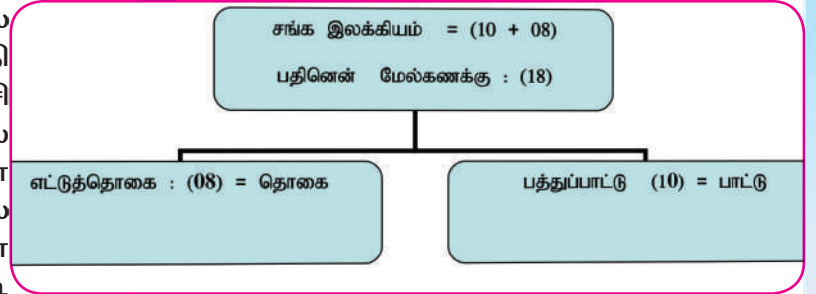 சங்க இலக்கியம் = (10 + 08)
பதினெண் மேல்கணக்கு : (18)
எட்டுத்தொகை : (08) = தொகை
பத்துப்பாட்டு (10) = பாட்டு